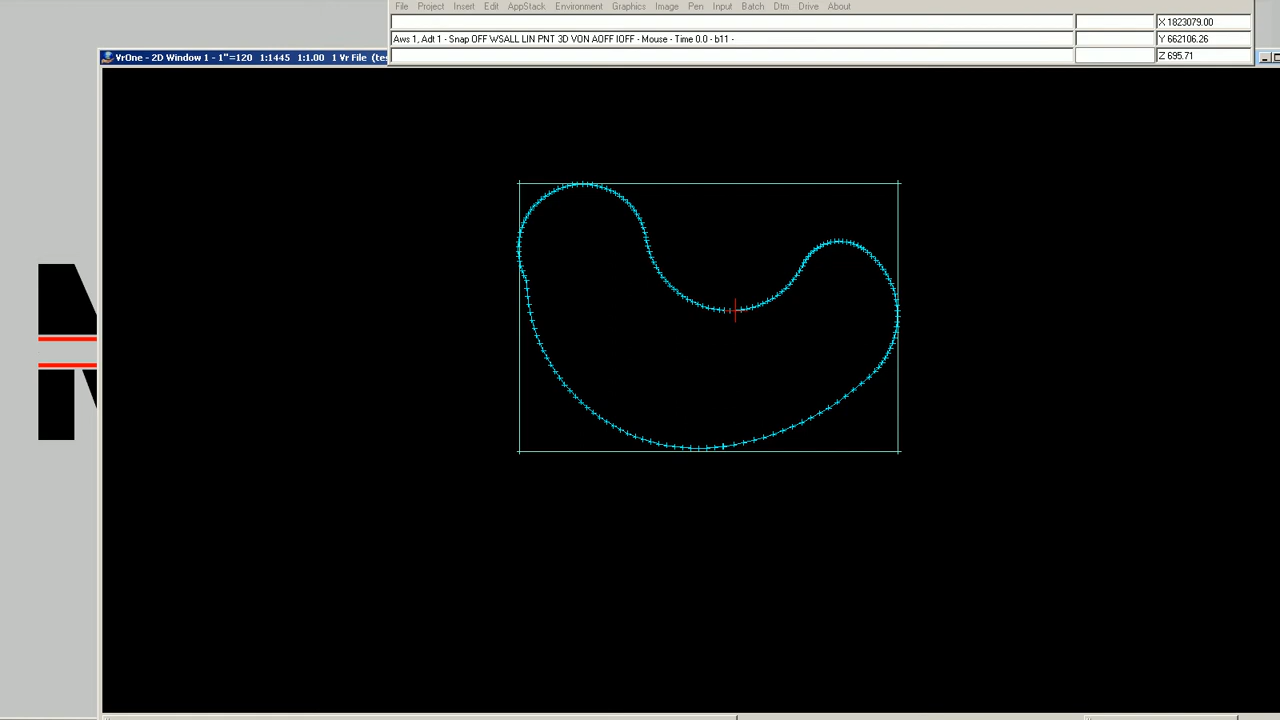 File Project Insert Edit AppStack Environment Graphics Image Pen Input Batch Dtm Drive About
X 1823079.00
Aws 1, Adt 1 - Snap OFF WSALL LIN PNT 3D VON AOFF IOFF - Mouse - Time 0.0 - b11 -
Y 662106.26
Z 695.71
VrOne - 2D Window 1 - 1"=120 1:1445 1:1.00 1 Vr File (tes